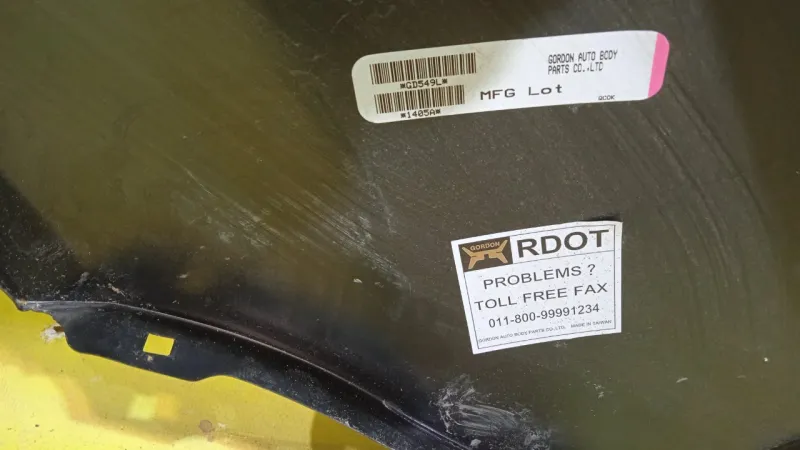 GORDON AUTO BODY
PARTS CO.,LTD
*GD549L*
MFG Lot
*1405A*
QCOK
GORDON
RDOT
PROBLEMS ?
TOLL FREE FAX
011-800-99991234
GORDON AUTO BODY PARTS CO.,LTD. MADE IN TAIWAN